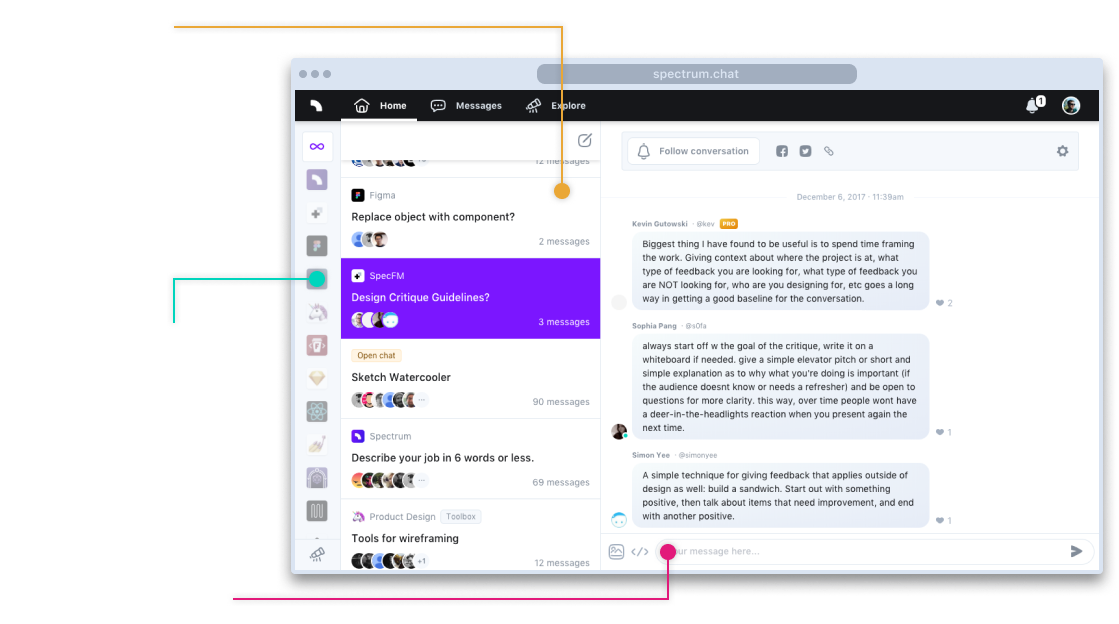 spectrum.chat
Home
Messages
Explore
1
12 messages
Figma
Replace object with component?
2 messages
SpecFM
Design Critique Guidelines?
3 messages
Open chat
Sketch Watercooler
90 messages
Spectrum
Describe your job in 6 words or less.
69 messages
Product Design Toolbox
Tools for wireframing
+1
12 messages
Follow conversation
December 6, 2017 · 11:39am
Kevin Gutowski · @kev PRO
Biggest thing I have found to be useful is to spend time framing
the work. Giving context about where the project is at, what
type of feedback you are looking for, what type of feedback you
are NOT looking for, who are you designing for, etc goes a long
way in getting a good baseline for the conversation.
2
Sophia Pang · @s0fa
always start off w the goal of the critique, write it on a
whiteboard if needed. give a simple elevator pitch or short and
simple explanation as to why what you're doing is important (if
the audience doesnt know or needs a refresher) and be open to
questions for more clarity. this way, over time people wont have
a deer-in-the-headlights reaction when you present again the
next time.
1
Simon Yee · @simonyee
A simple technique for giving feedback that applies outside of
design as well: build a sandwich. Start out with something
positive, then talk about items that need improvement, and end
with another positive.
1
</> message here...